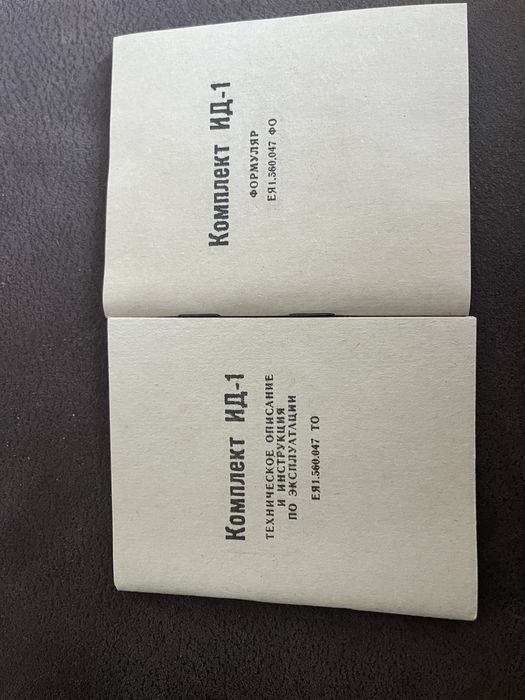 Комплект ИД-1
ТЕХНИЧЕСКОЕ ОПИСАНИЕ
И ИНСТРУКЦИЯ
ПО ЭКСПЛУАТАЦИИ
ЕЯ1.560.047 ТО
Комплект ИД-1
ФОРМУЛЯР
ЕЯ1.560.047 ФО